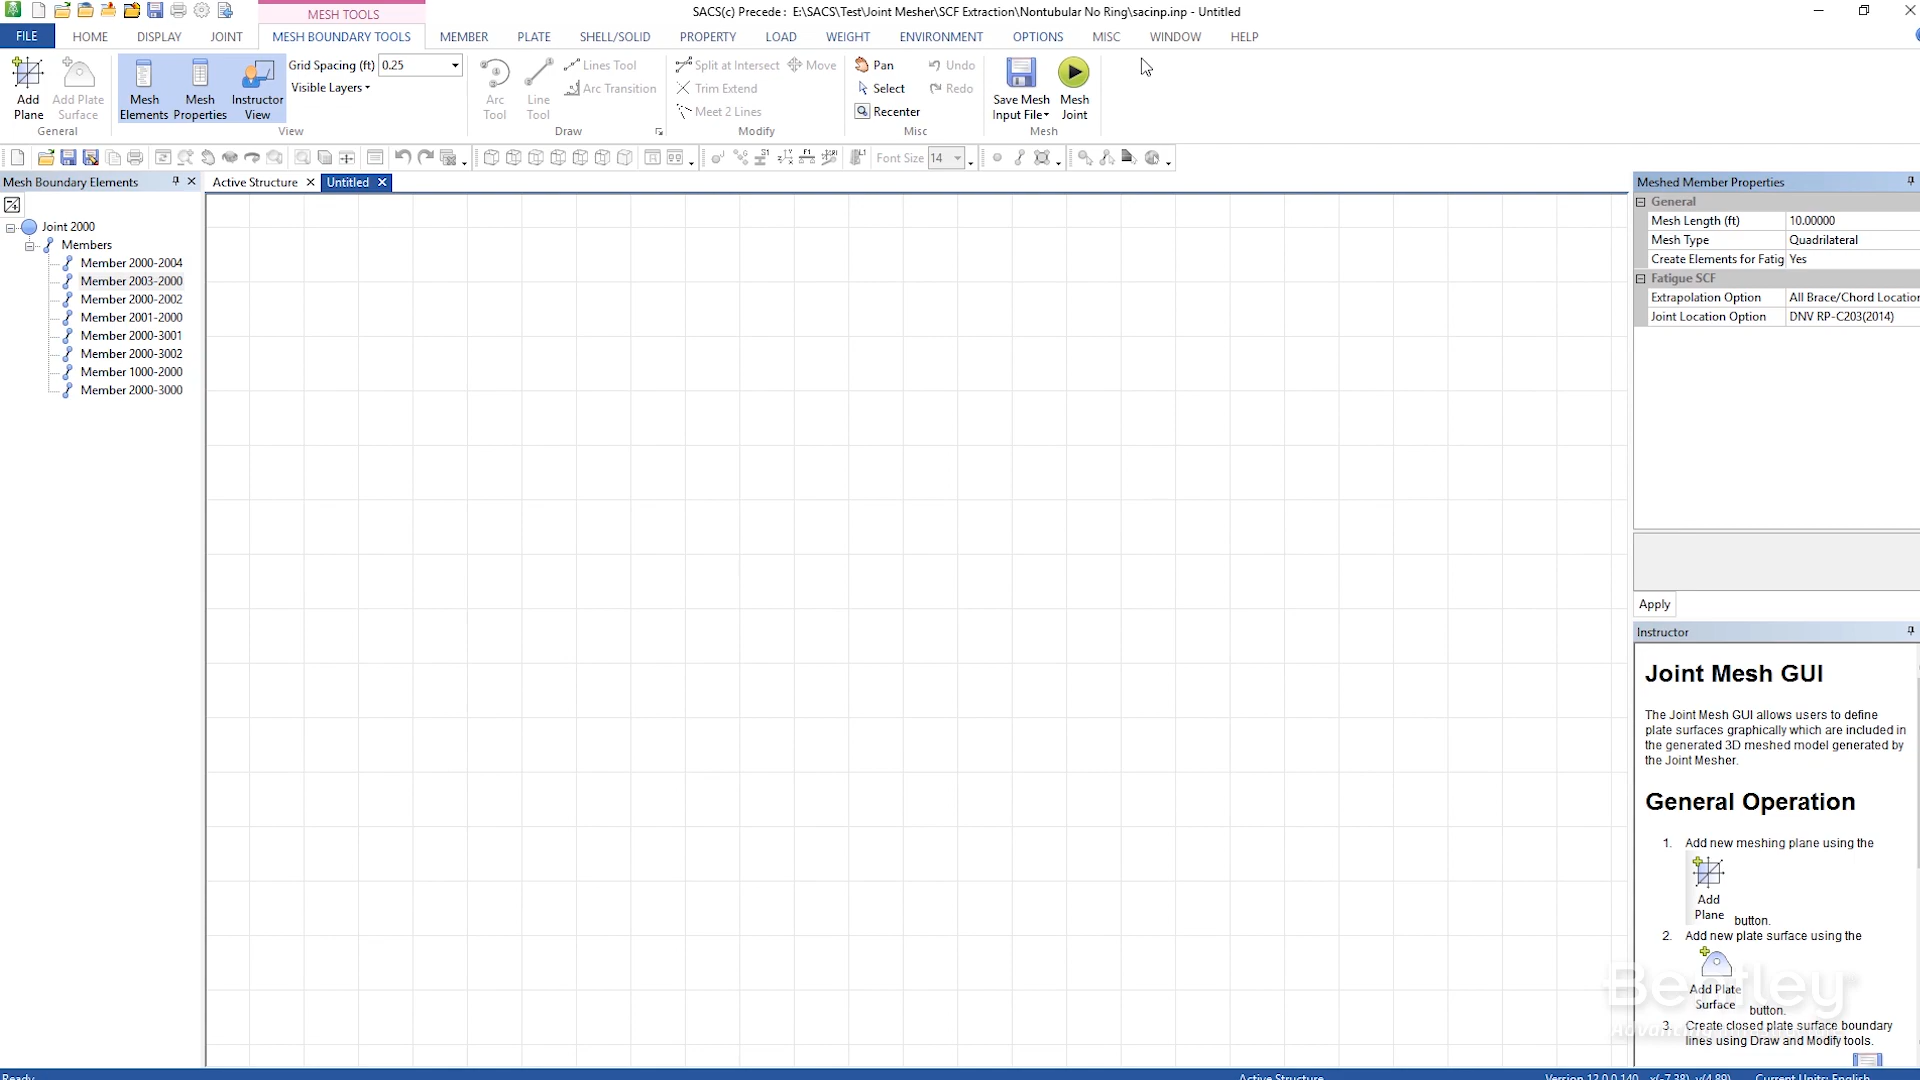 SACS(c) Precede : E:\SACS\Test\Joint Mesher\SCF Extraction\Nontubular No Ring\sacinp.inp - Untitled
MESH TOOLS
FILE HOME DISPLAY JOINT MESH BOUNDARY TOOLS MEMBER PLATE SHELL/SOLID PROPERTY LOAD WEIGHT ENVIRONMENT OPTIONS MISC WINDOW HELP
Add Plane
Add Plate Surface
General
Mesh Elements
Mesh Properties
Instructor View
Grid Spacing (ft) 0.25
Visible Layers
View
Arc Tool
Line Tool
Lines Tool
Arc Transition
Draw
Split at Intersect Move
Trim Extend
Meet 2 Lines
Modify
Pan Undo
Select Redo
Recenter
Misc
Save Mesh Input File
Mesh Joint
Mesh
Font Size 14
Mesh Boundary Elements
Active Structure
Untitled
Joint 2000
Members
Member 2000-2004
Member 2003-2000
Member 2000-2002
Member 2001-2000
Member 2000-3001
Member 2000-3002
Member 1000-2000
Member 2000-3000
Meshed Member Properties
General
Mesh Length (ft) 10.00000
Mesh Type Quadrilateral
Create Elements for Fatig Yes
Fatigue SCF
Extrapolation Option All Brace/Chord Location
Joint Location Option DNV RP-C203(2014)
Apply
Instructor
Joint Mesh GUI
The Joint Mesh GUI allows users to define
plate surfaces graphically which are included in
the generated 3D meshed model generated by
the Joint Mesher.
General Operation
1. Add new meshing plane using the
Add
Plane button.
2. Add new plate surface using the
Add Plate
Surface button.
3. Create closed plate surface boundary
lines using Draw and Modify tools.
Bentley
Ready
Active Structure
Version 12.0.0.140 x(-7.38), y(4.89) Current Units: English